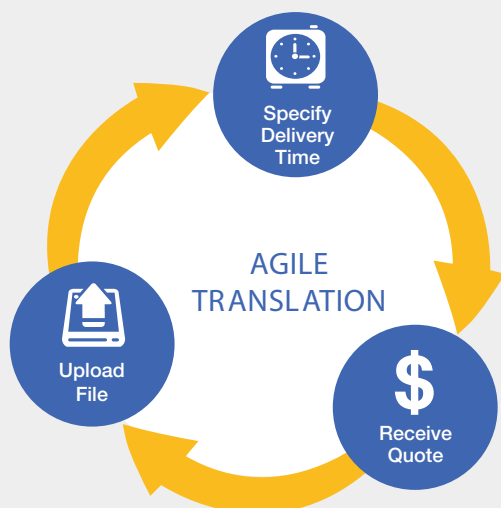 Specify
Delivery
Time
AGILE
TRANSLATION
Upload
File
$
Receive
Quote